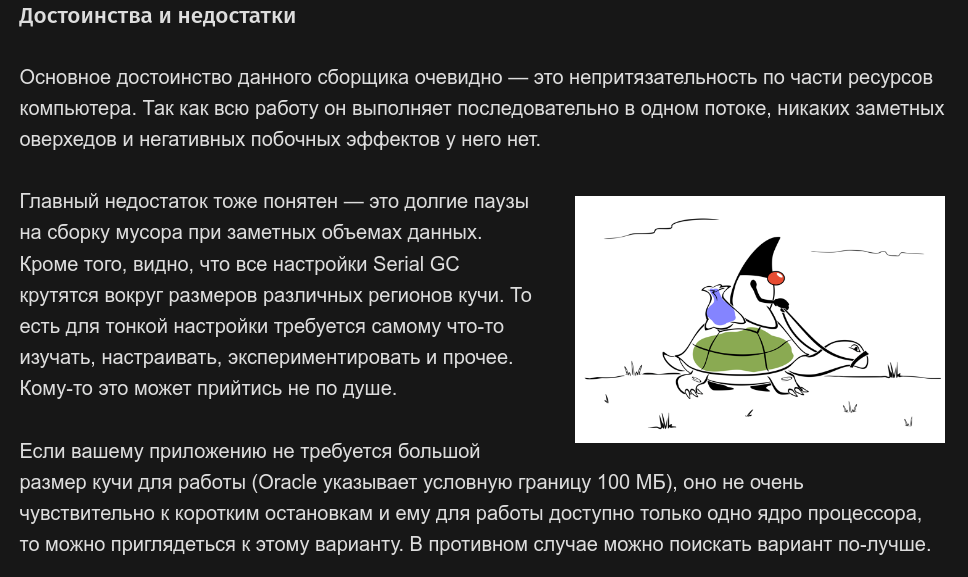 Достоинства и недостатки
Основное достоинство данного сборщика очевидно — это непритязательность по части ресурсов
компьютера. Так как всю работу он выполняет последовательно в одном потоке, никаких заметных
оверхедов и негативных побочных эффектов у него нет.
Главный недостаток тоже понятен — это долгие паузы
на сборку мусора при заметных объемах данных.
Кроме того, видно, что все настройки Serial GC
крутятся вокруг размеров различных регионов кучи. То
есть для тонкой настройки требуется самому что-то
изучать, настраивать, экспериментировать и прочее.
Кому-то это может прийтись не по душе.
Если вашему приложению не требуется большой
размер кучи для работы (Oracle указывает условную границу 100 МБ), оно не очень
чувствительно к коротким остановкам и ему для работы доступно только одно ядро процессора,
то можно приглядеться к этому варианту. В противном случае можно поискать вариант по-лучше.